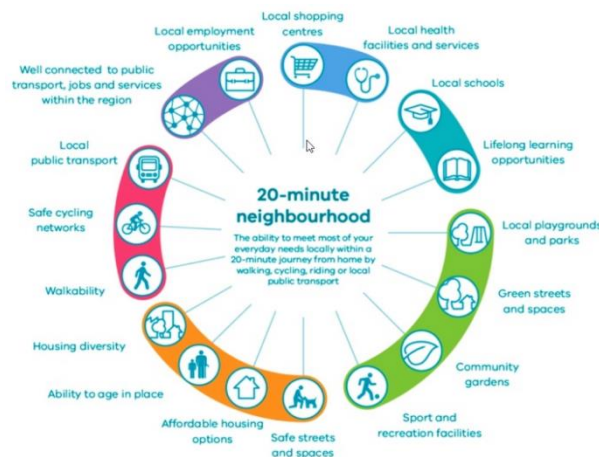 Local shopping
centres
Local health
facilities and services
Local schools
Lifelong learning
opportunities
Local playgrounds
and parks
Green streets
and spaces
Community
gardens
Sport and
recreation facilities
Safe streets
and spaces
Affordable housing
options
Ability to age in place
Housing diversity
Walkability
Safe cycling
networks
Local
public transport
Well connected to public
transport, jobs and services
within the region
Local employment
opportunities
20-minute
neighbourhood
The ability to meet most of your
everyday needs locally within a
20-minute journey from home by
walking, cycling, riding or local
public transport